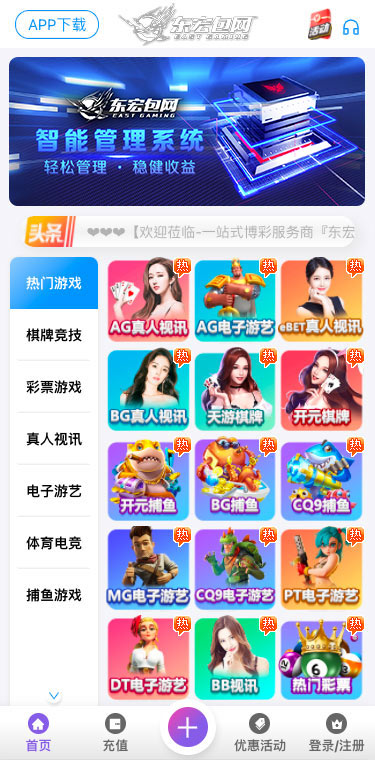 APP下载
东宏包网
EAST GAMING
活动
东宏包网
EAST GAMING
智能管理系统
轻松管理 · 稳健收益
头条
❤❤❤【欢迎莅临-一站式博彩服务商『东宏
热门游戏
棋牌竞技
彩票游戏
真人视讯
电子游艺
体育电竞
捕鱼游戏
热
AG真人视讯
热
AG电子游艺
热
eBET真人视讯
热
BG真人视讯
热
天游棋牌
热
开元棋牌
热
开元捕鱼
热
BG捕鱼
热
CQ9捕鱼
热
MG电子游艺
热
CQ9电子游艺
热
PT电子游艺
热
DT电子游艺
热
BB视讯
热
6
热门彩票
首页
充值
优惠活动
登录/注册